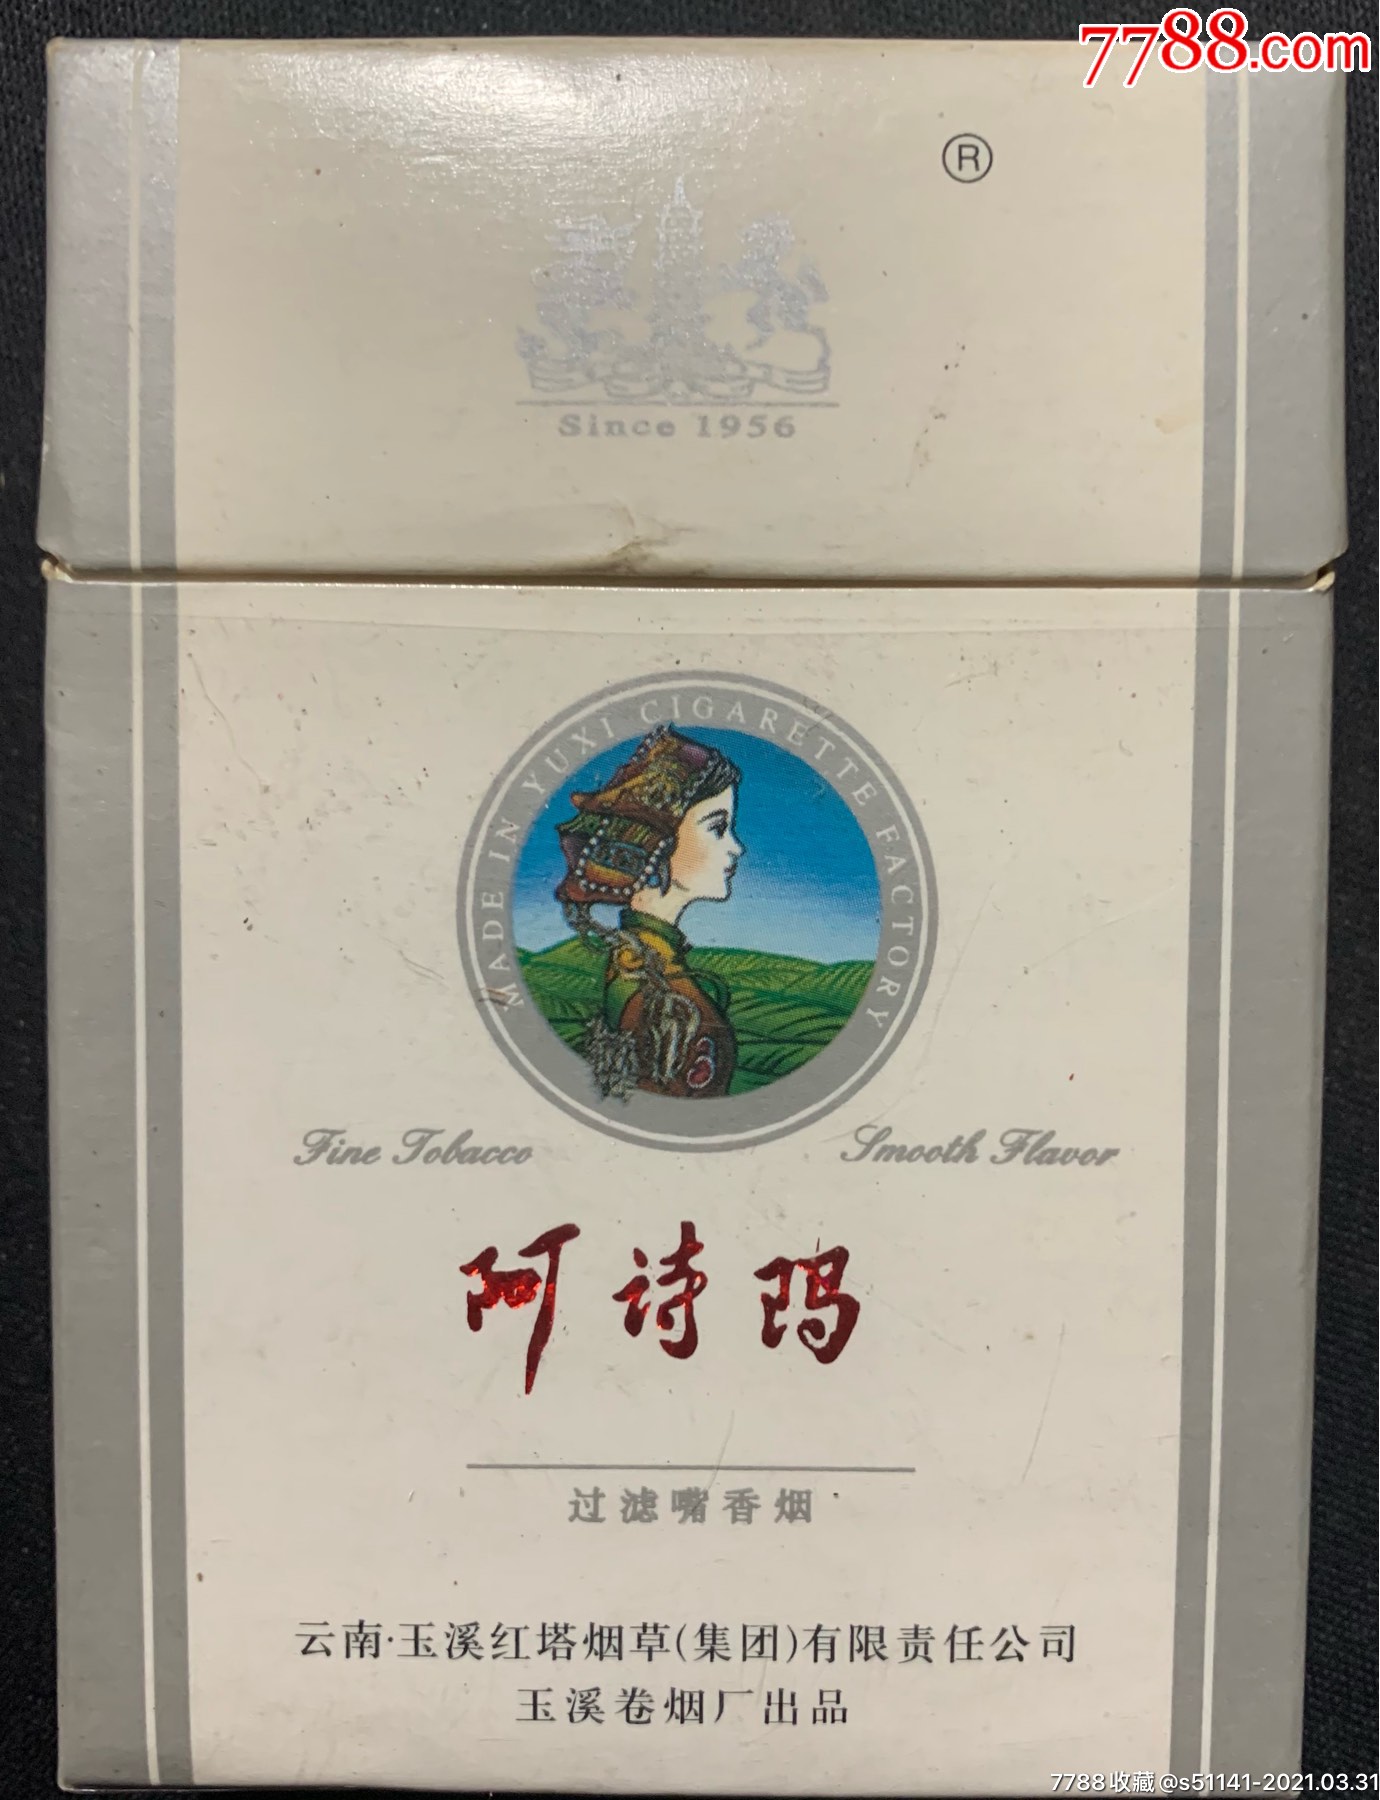 7788.com
®
Since 1956
MADE IN YUXI CIGARETTE FACTORY
Fine Tobacco
Smooth Flavor
阿诗玛
过滤嘴香烟
云南·玉溪红塔烟草(集团)有限责任公司
玉溪卷烟厂出品
7788收藏@s51141-2021.03.31